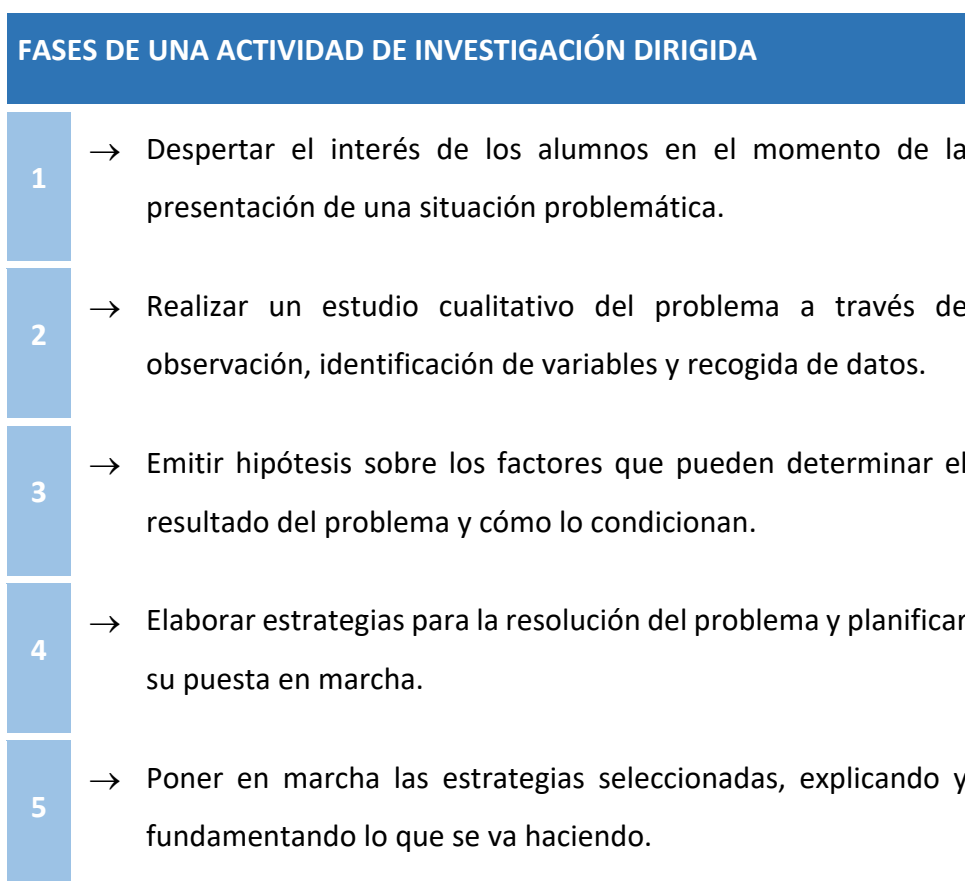 FASES DE UNA ACTIVIDAD DE INVESTIGACIÓN DIRIGIDA
1
→ Despertar el interés de los alumnos en el momento de la
presentación de una situación problemática.
2
→ Realizar un estudio cualitativo del problema a través de
observación, identificación de variables y recogida de datos.
3
→ Emitir hipótesis sobre los factores que pueden determinar el
resultado del problema y cómo lo condicionan.
4
→ Elaborar estrategias para la resolución del problema y planificar
su puesta en marcha.
5
→ Poner en marcha las estrategias seleccionadas, explicando y
fundamentando lo que se va haciendo.